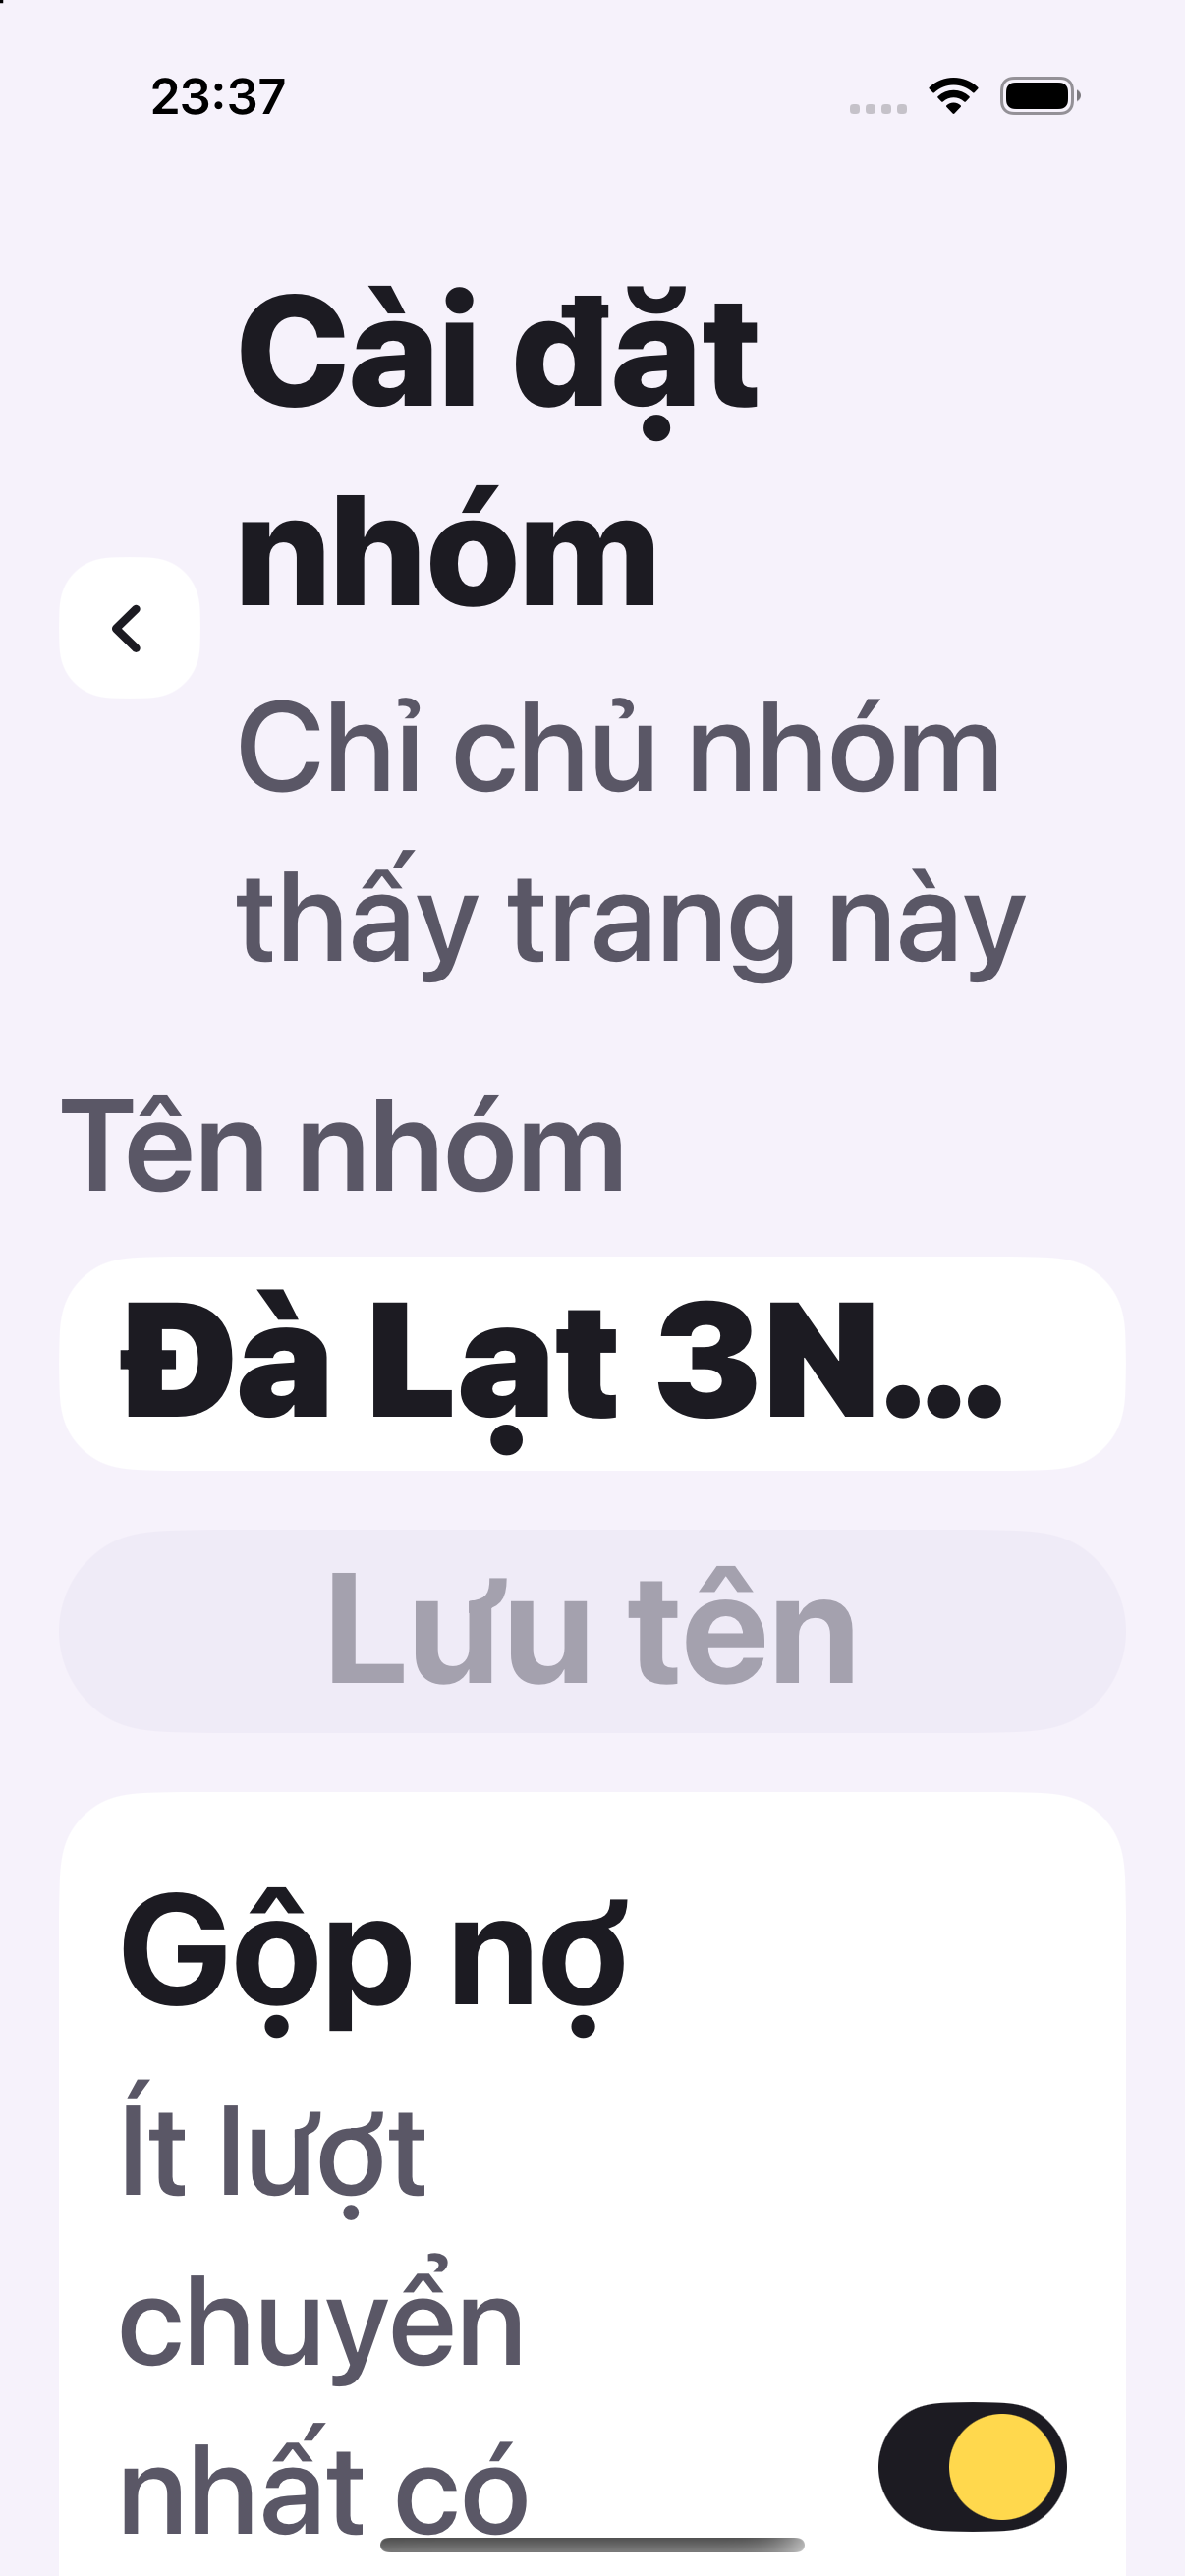 23:37
Cài đặt
nhóm
Chỉ chủ nhóm
thấy trang này
Tên nhóm
Đà Lạt 3N...
Lưu tên
Gộp nợ
Ít lượt
chuyển
nhất có